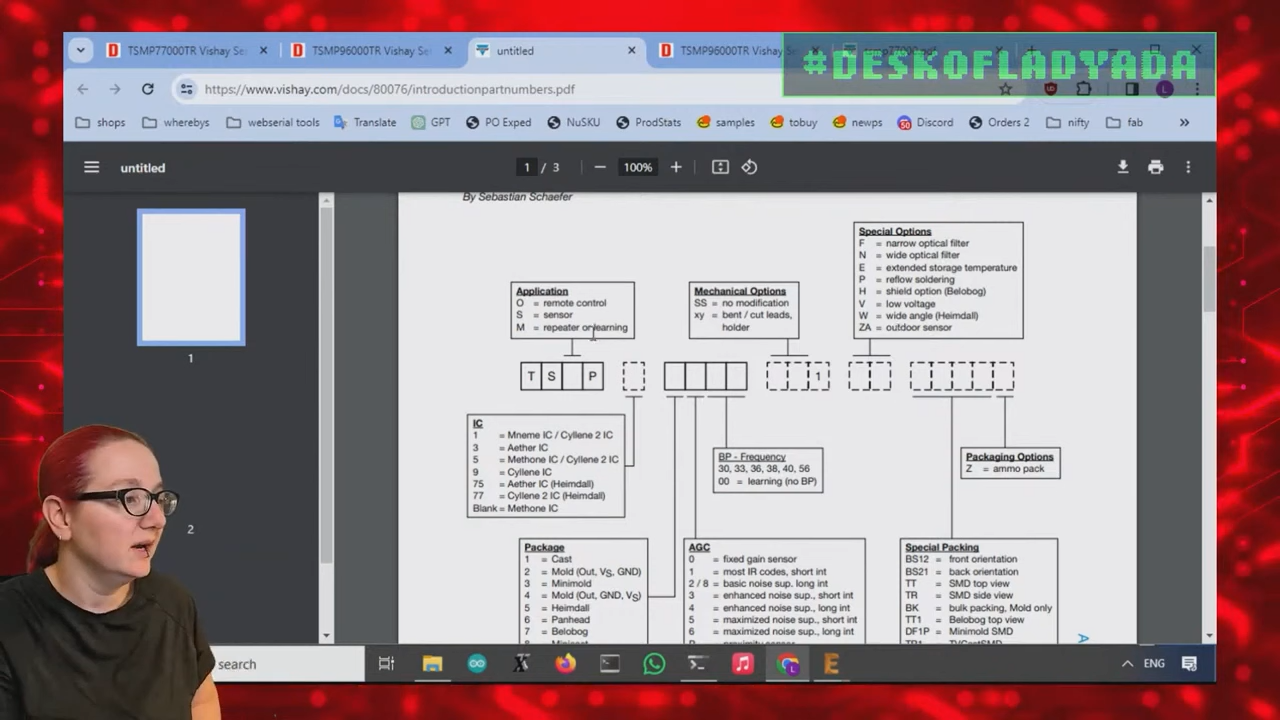 #DESKOFLADYADA
TSMP77000TR Vishay Se
TSMP96000TR Vishay Se
untitled
TSMP96000TR Vishay Se
https://www.vishay.com/docs/80076/introductionpartnumbers.pdf
shops
whereby​s
webserial tools
Translate
GPT
PO Exped
NuSKU
ProdStats
samples
tobuy
newps
Discord
Orders 2
nifty
fab
untitled
1 / 3
100%
By Sebastian Schaefer
Special Options
F = narrow optical filter
N = wide optical filter
E = extended storage temperature
P = reflow soldering
H = shield option (Belobog)
V = low voltage
W = wide angle (Heimdall)
ZA = outdoor sensor
Application
O = remote control
S = sensor
M = repeater or learning
Mechanical Options
SS = no modification
xy = bent / cut leads,
holder
T S P 1
IC
1 = Mneme IC / Cyllene 2 IC
3 = Aether IC
5 = Methone IC / Cyllene 2 IC
9 = Cyllene IC
75 = Aether IC (Heimdall)
77 = Cyllene 2 IC (Heimdall)
Blank = Methone IC
BP - Frequency
30, 33, 36, 38, 40, 56
00 = learning (no BP)
Packaging Options
Z = ammo pack
Package
1 = Cast
2 = Mold (Out, VS, GND)
3 = Minimold
4 = Mold (Out, GND, VS)
5 = Heimdall
6 = Panhead
7 = Belobog
AGC
0 = fixed gain sensor
1 = most IR codes, short int
2 / 8 = basic noise sup. long int
3 = enhanced noise sup., short int
4 = enhanced noise sup., long int
5 = maximized noise sup., short int
6 = maximized noise sup., long int
Special Packing
BS12 = front orientation
BS21 = back orientation
TT = SMD top view
TR = SMD side view
BK = bulk packing, Mold only
TT1 = Belobog top view
DF1P = Minimold SMD
1
2
search
ENG